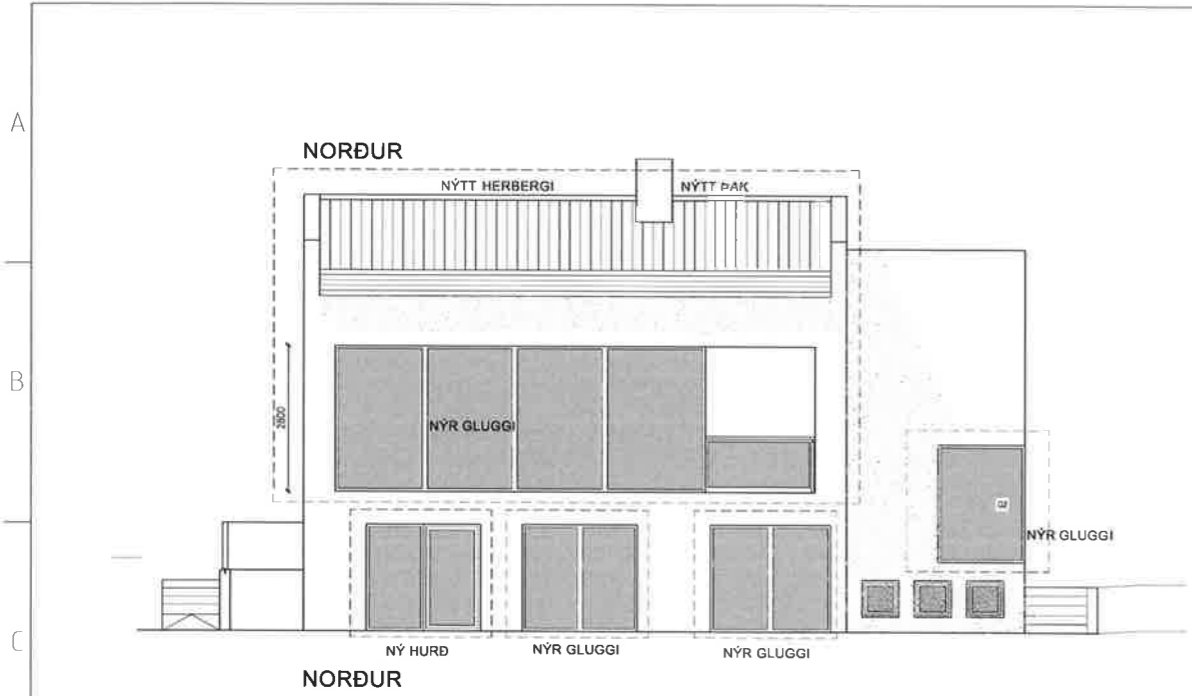 A
NORÐUR
NÝTT HERBERGI
NÝTT ÞAK
B
2800
NÝR GLUGGI
NÝR GLUGGI
C
NÝ HURÐ
NÝR GLUGGI
NÝR GLUGGI
NORÐUR